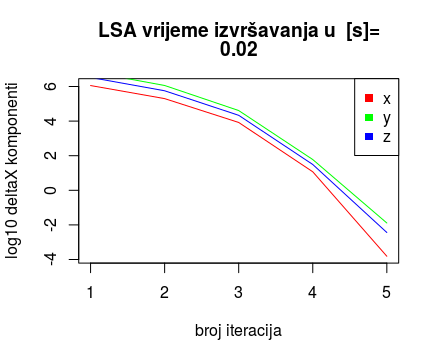 LSA vrijeme izvršavanja u [s]=
0.02
log10 deltaX komponenti
6
4
2
0
-2
-4
x
y
z
1 2 3 4 5
broj iteracija